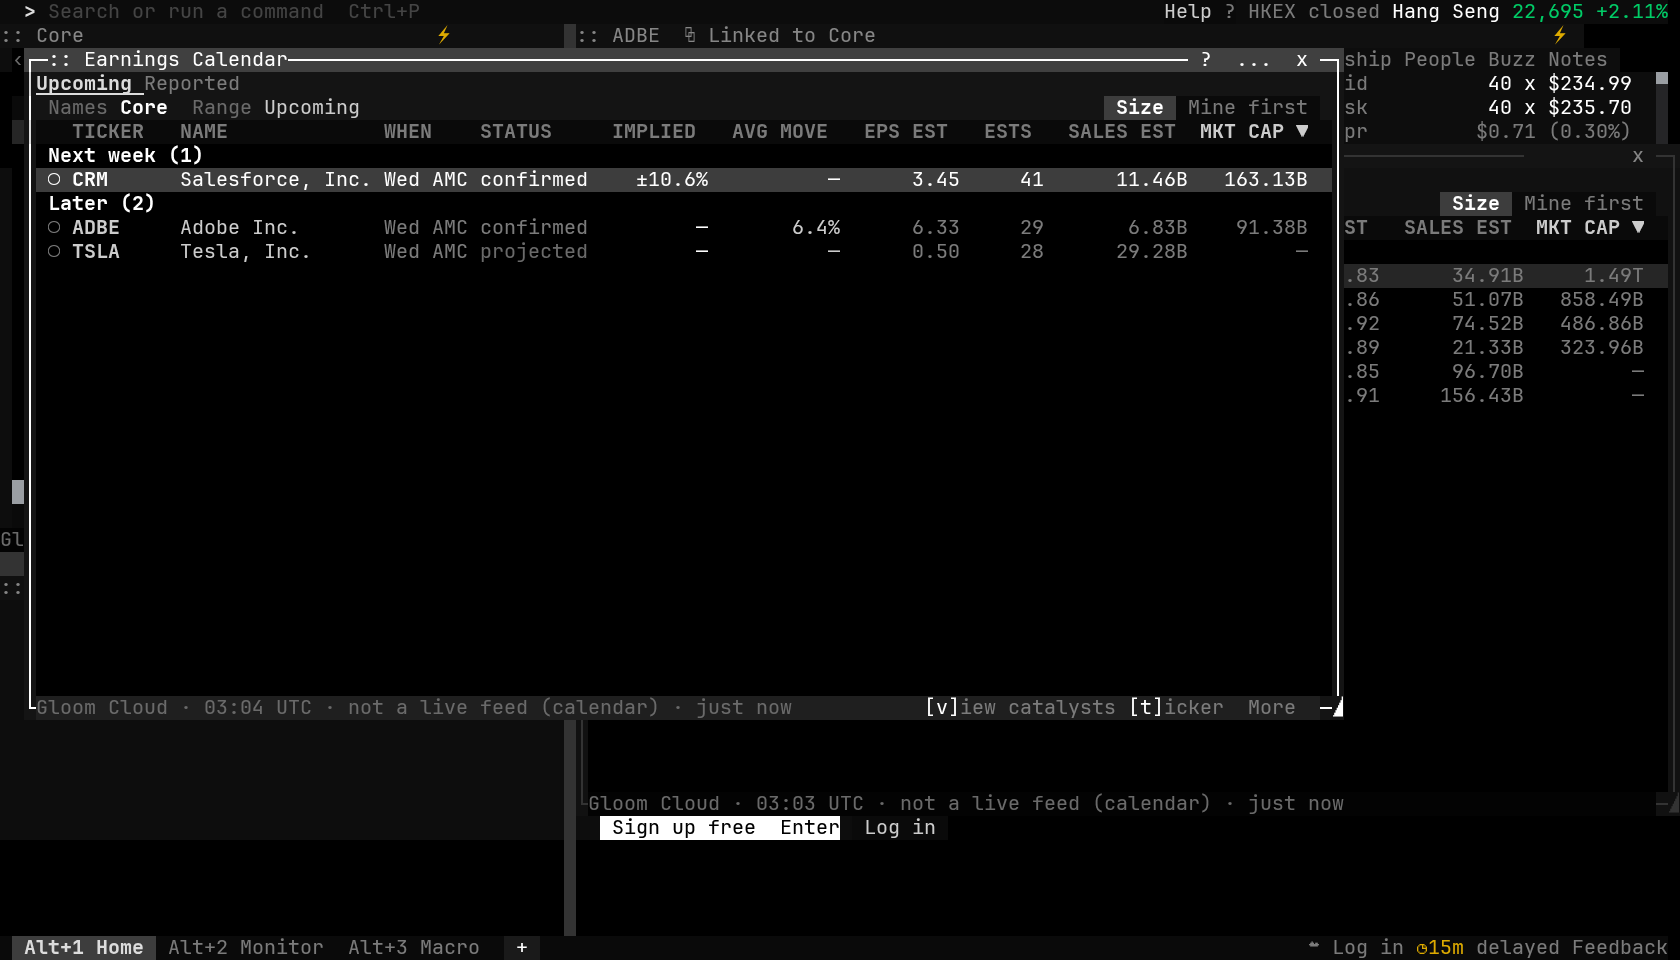 > Search or run a command  Ctrl+P  Help ? HKEX closed Hang Seng 22,695 +2.11%
:: Core ⚡ :: ADBE Linked to Core ⚡
:: Earnings Calendar ? ... x
ship People Buzz Notes
Upcoming Reported
id 40 x $234.99
Names Core Range Upcoming Size Mine first
sk 40 x $235.70
TICKER NAME WHEN STATUS IMPLIED AVG MOVE EPS EST ESTS SALES EST MKT CAP ▼
pr $0.71 (0.30%)
Next week (1)
x
○ CRM Salesforce, Inc. Wed AMC confirmed ±10.6% — 3.45 41 11.46B 163.13B
Later (2)
Size Mine first
○ ADBE Adobe Inc. Wed AMC confirmed — 6.4% 6.33 29 6.83B 91.38B
ST SALES EST MKT CAP ▼
○ TSLA Tesla, Inc. Wed AMC projected — — 0.50 28 29.28B —
.83 34.91B 1.49T
.86 51.07B 858.49B
.92 74.52B 486.86B
.89 21.33B 323.96B
.85 96.70B —
.91 156.43B —
Gl
::
Gloom Cloud · 03:04 UTC · not a live feed (calendar) · just now [v]iew catalysts [t]icker More
Gloom Cloud · 03:03 UTC · not a live feed (calendar) · just now
Sign up free Enter Log in
Alt+1 Home Alt+2 Monitor Alt+3 Macro + Log in 15m delayed Feedback